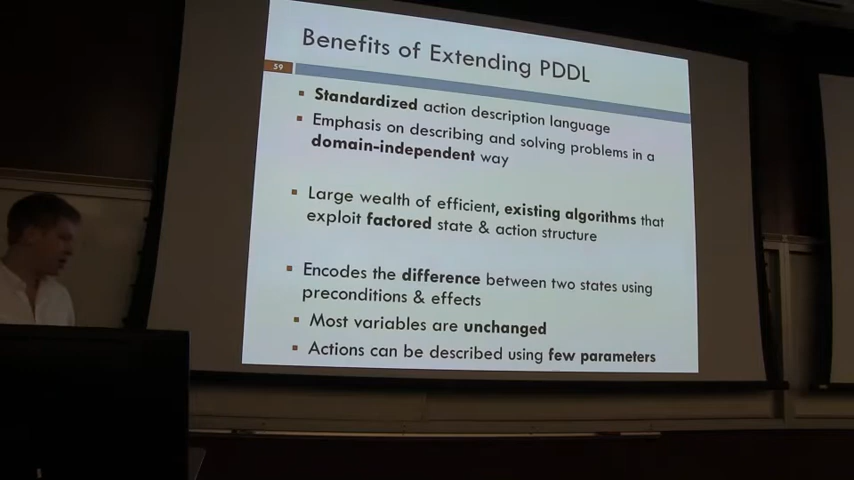 Benefits of Extending PDDL
59
Standardized action description language
Emphasis on describing and solving problems in a
domain-independent way
Large wealth of efficient, existing algorithms that
exploit factored state & action structure
Encodes the difference between two states using
preconditions & effects
Most variables are unchanged
Actions can be described using few parameters